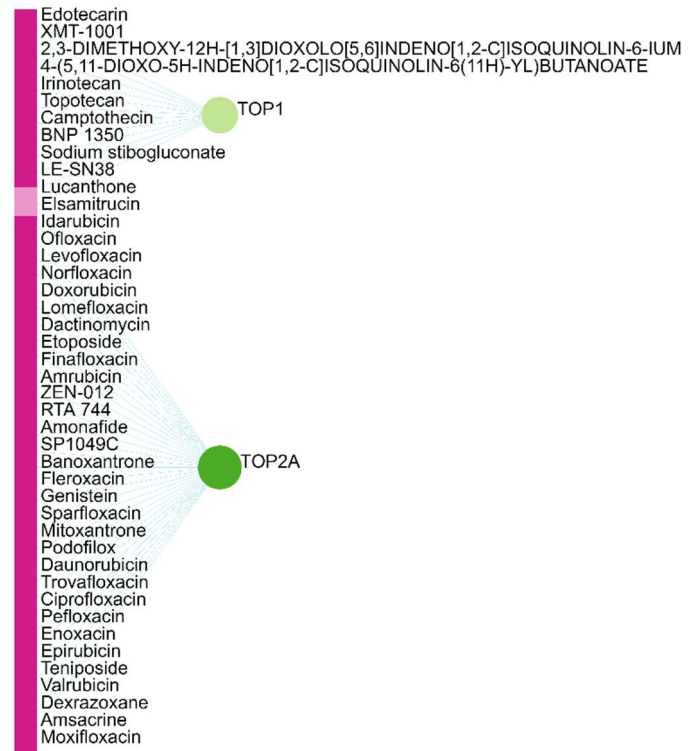 Edotecarin
XMT-1001
2,3-DIMETHOXY-12H-[1,3]DIOXOLO[5,6]INDENO[1,2-C]ISOQUINOLIN-6-IUM
4-(5,11-DIOXO-5H-INDENO[1,2-C]ISOQUINOLIN-6(11H)-YL)BUTANOATE
Irinotecan
Topotecan
TOP1
Camptothecin
BNP 1350
Sodium stibogluconate
LE-SN38
Lucanthone
Elsamitrucin
Idarubicin
Ofloxacin
Levofloxacin
Norfloxacin
Doxorubicin
Lomefloxacin
Dactinomycin
Etoposide
Finafloxacin
Amrubicin
ZEN-012
RTA 744
Amonafide
SP1049C
Banoxantrone
TOP2A
Fleroxacin
Genistein
Sparfloxacin
Mitoxantrone
Podofilox
Daunorubicin
Trovafloxacin
Ciprofloxacin
Pefloxacin
Enoxacin
Epirubicin
Teniposide
Valrubicin
Dexrazoxane
Amsacrine
Moxifloxacin